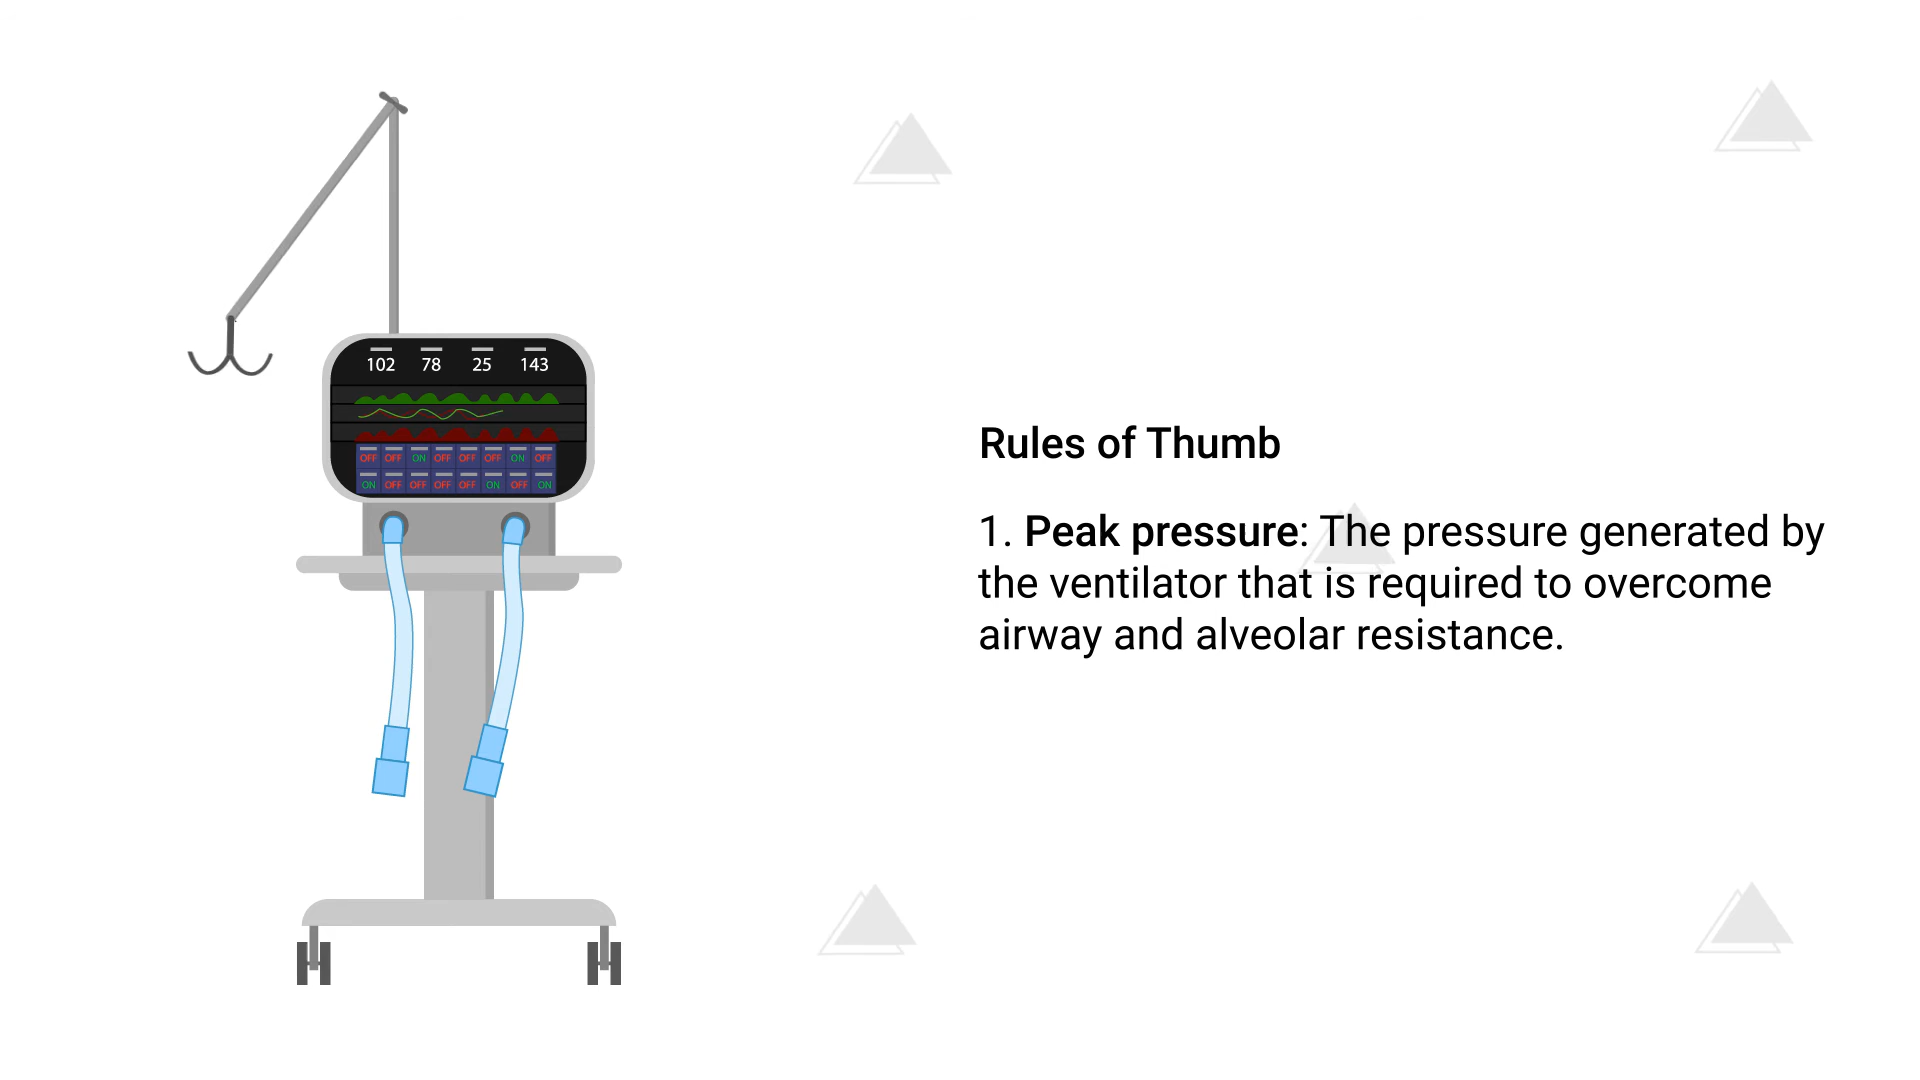 102 78 25 143
OFF OFF ON OFF OFF OFF ON OFF
ON OFF OFF OFF OFF ON OFF ON
Rules of Thumb
1. Peak pressure: The pressure generated by
the ventilator that is required to overcome
airway and alveolar resistance.